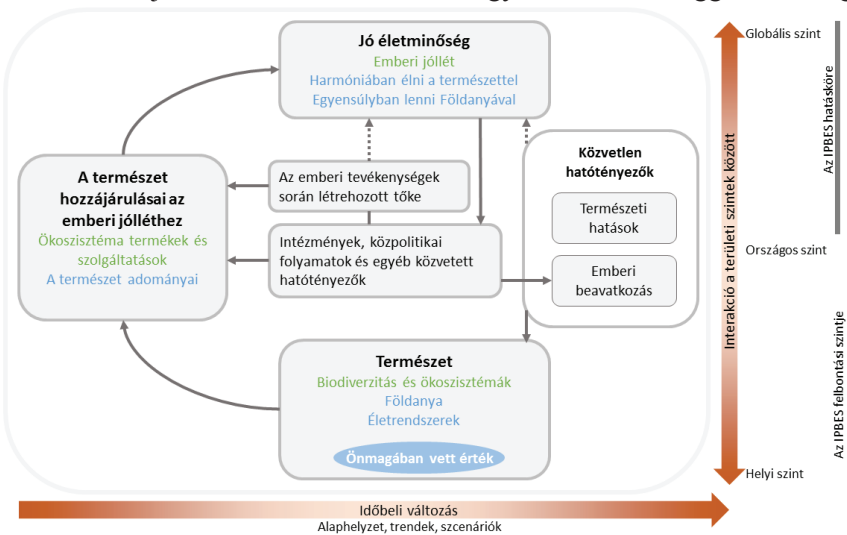 Jó életminőség
Emberi jóllét
Harmóniában élni a természettel
Egyensúlyban lenni Földanyával
A természet
hozzájárulásai az
emberi jólléthez
Ökoszisztéma termékek és
szolgáltatások
A természet adományai
Az emberi tevékenységek
során létrehozott tőke
Intézmények, közpolitikai
folyamatok és egyéb közvetett
hatótényezők
Közvetlen
hatótényezők
Természeti
hatások
Emberi
beavatkozás
Természet
Biodiverzitás és ökoszisztémák
Földanya
Életrendszerek
Önmagában vett érték
Globális szint
Országos szint
Helyi szint
Interakció a területi szintek között
Az IPBES hatásköre
Az IPBES felbontási szintje
Időbeli változás
Alaphelyzet, trendek, szcenáriók